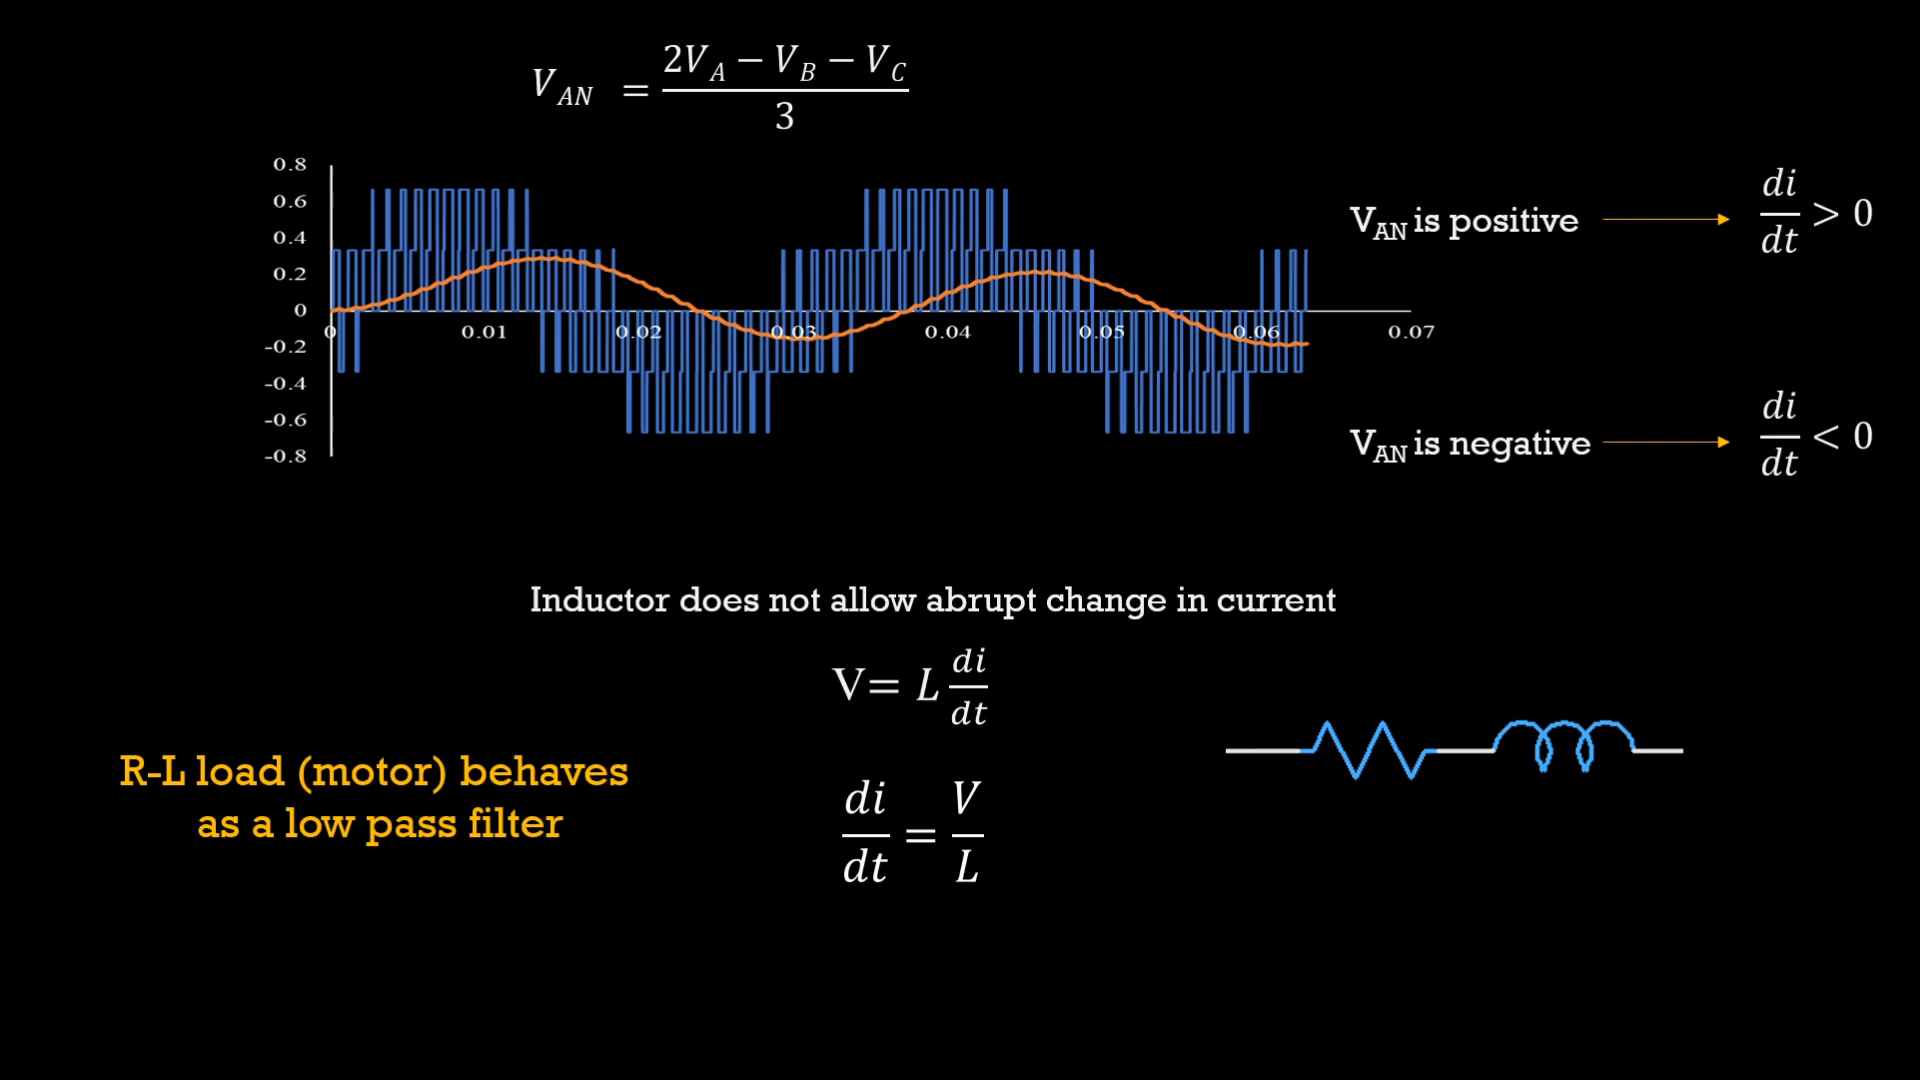 V_AN = (2V_A − V_B − V_C)/3
0.8
0.6
0.4
0.2
0
-0.2
-0.4
-0.6
-0.8
0 0.01 0.02 0.03 0.04 0.05 0.06 0.07
V_AN is positive di/dt > 0
V_AN is negative di/dt < 0
Inductor does not allow abrupt change in current
V= L di/dt
R-L load (motor) behaves
as a low pass filter
di/dt = V/L